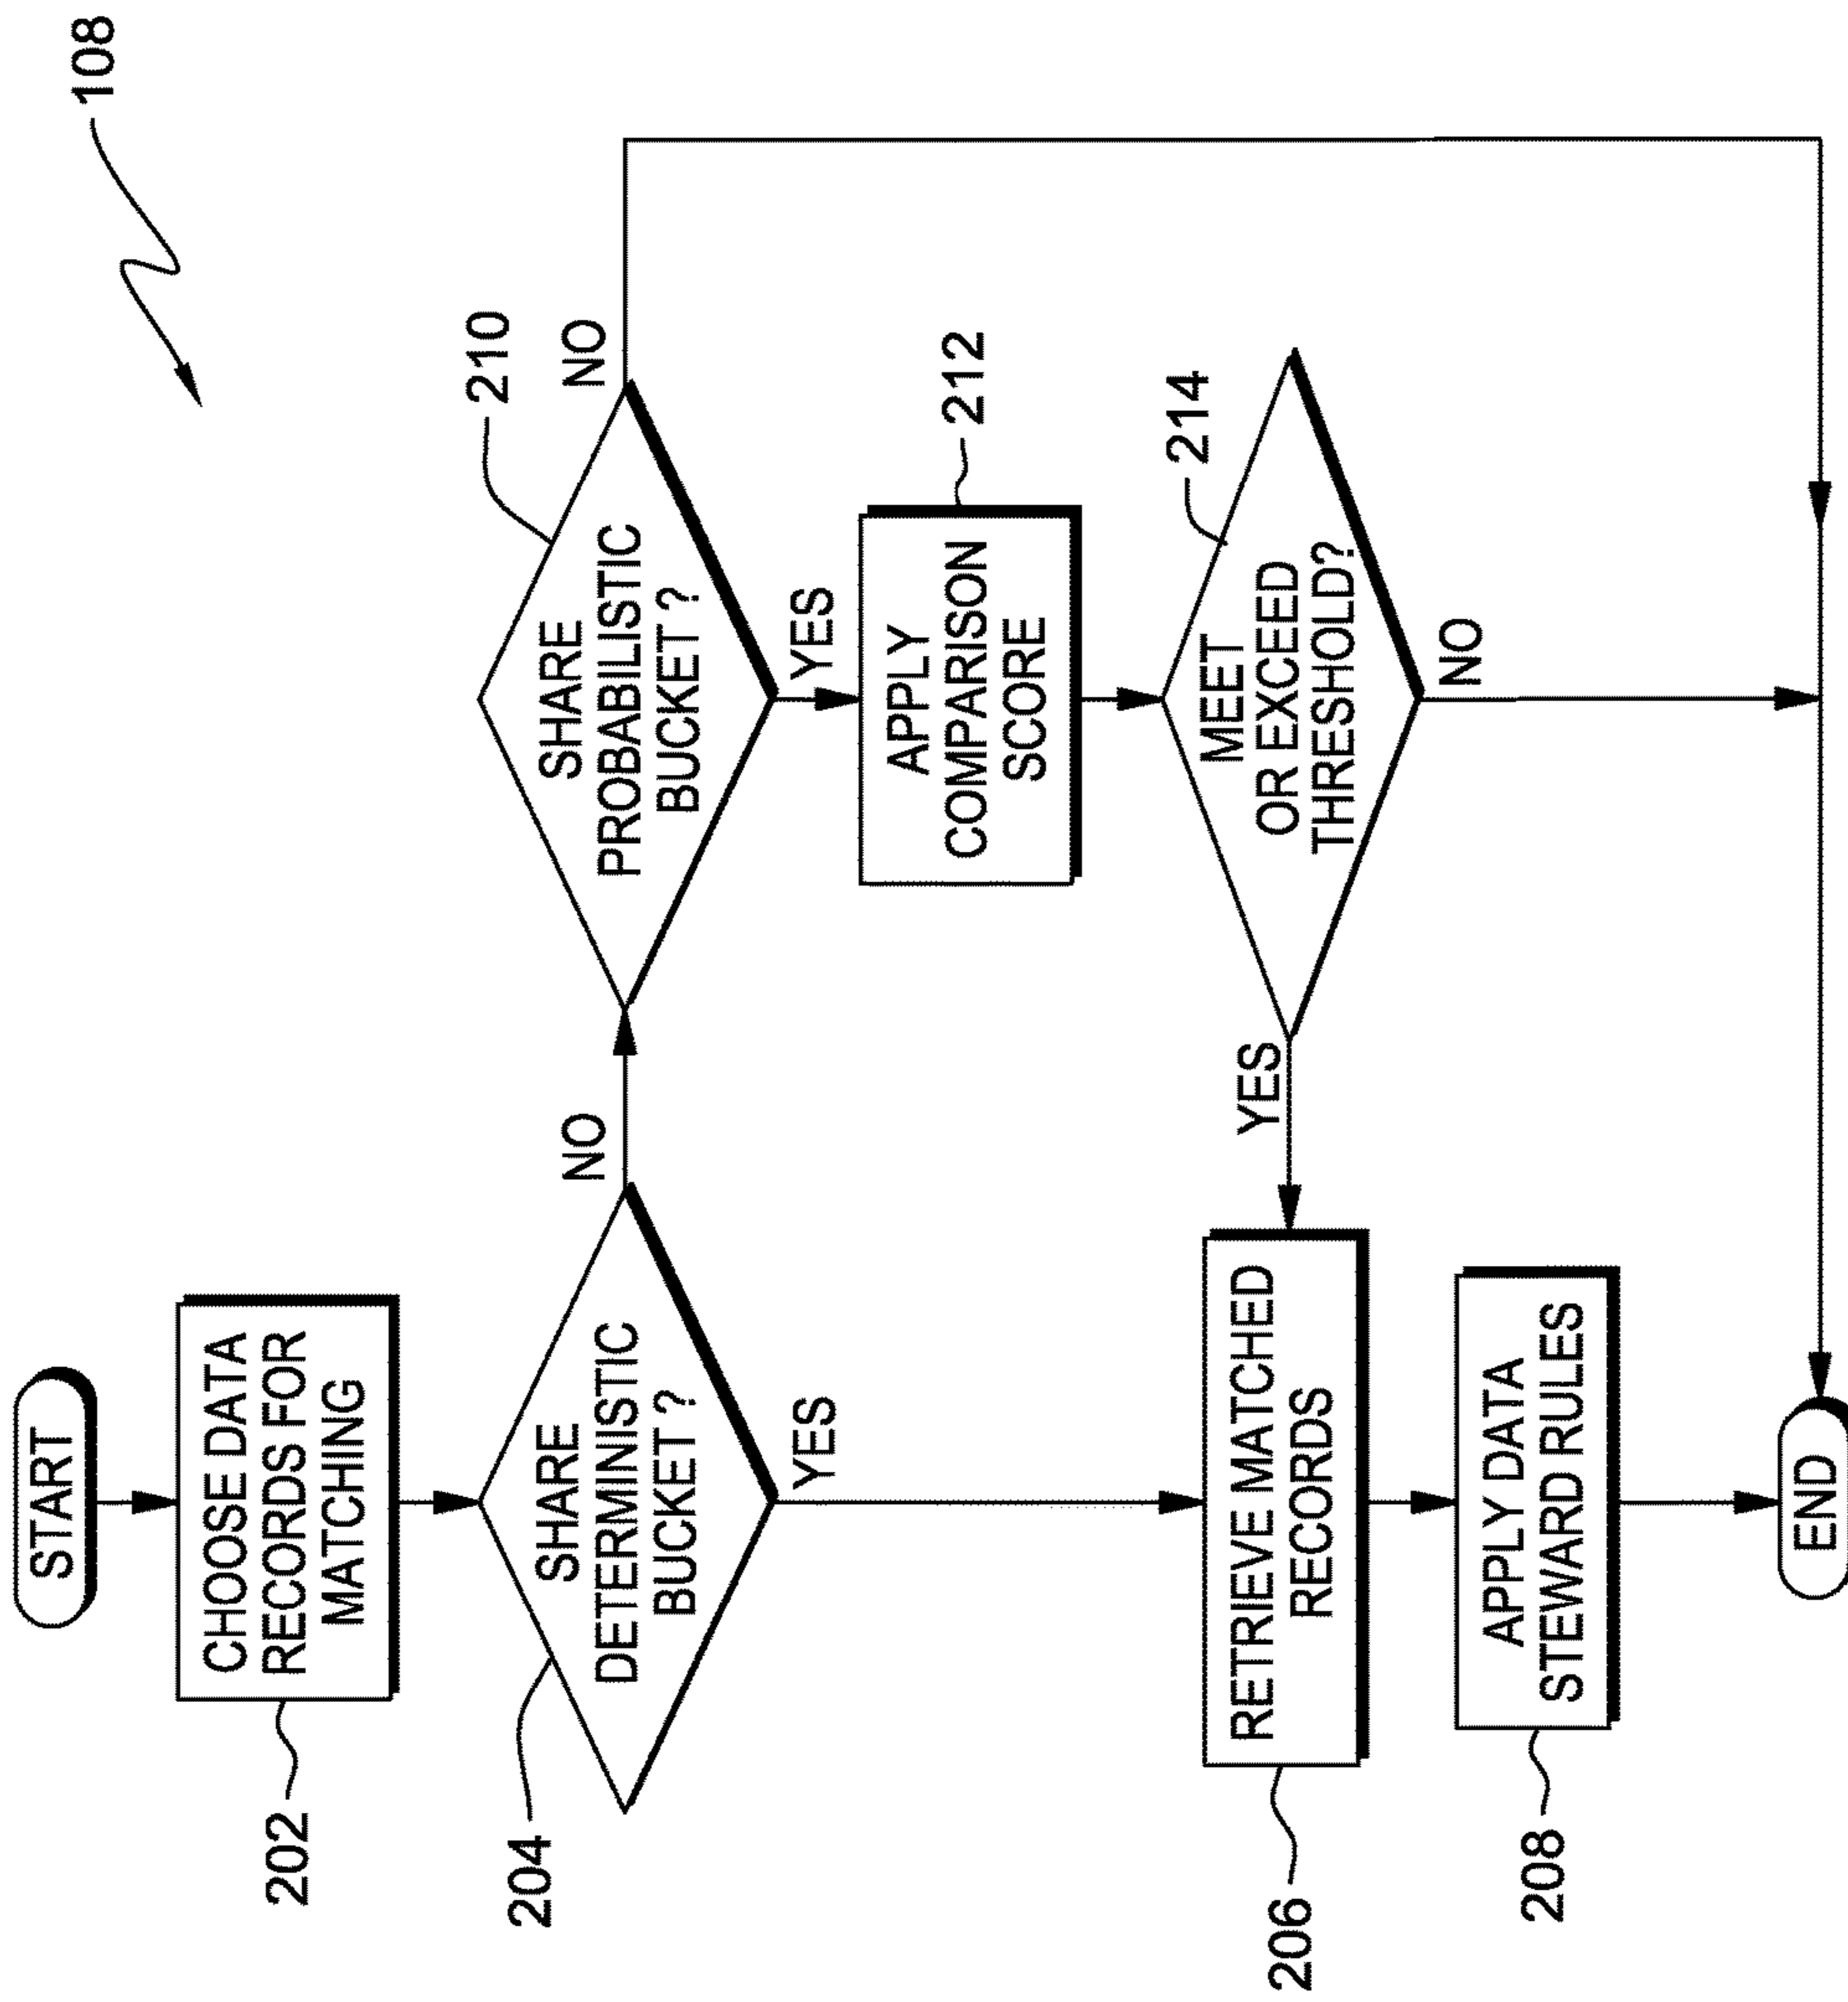 108
START
CHOOSE DATA
RECORDS FOR
MATCHING
202
SHARE
DETERMINISTIC
BUCKET ?
204
NO
YES
SHARE
PROBABILISTIC
BUCKET ?
210
NO
YES
APPLY
COMPARISON
SCORE
212
MEET
OR EXCEED
THRESHOLD?
214
YES
NO
RETRIEVE MATCHED
RECORDS
206
APPLY DATA
STEWARD RULES
208
END